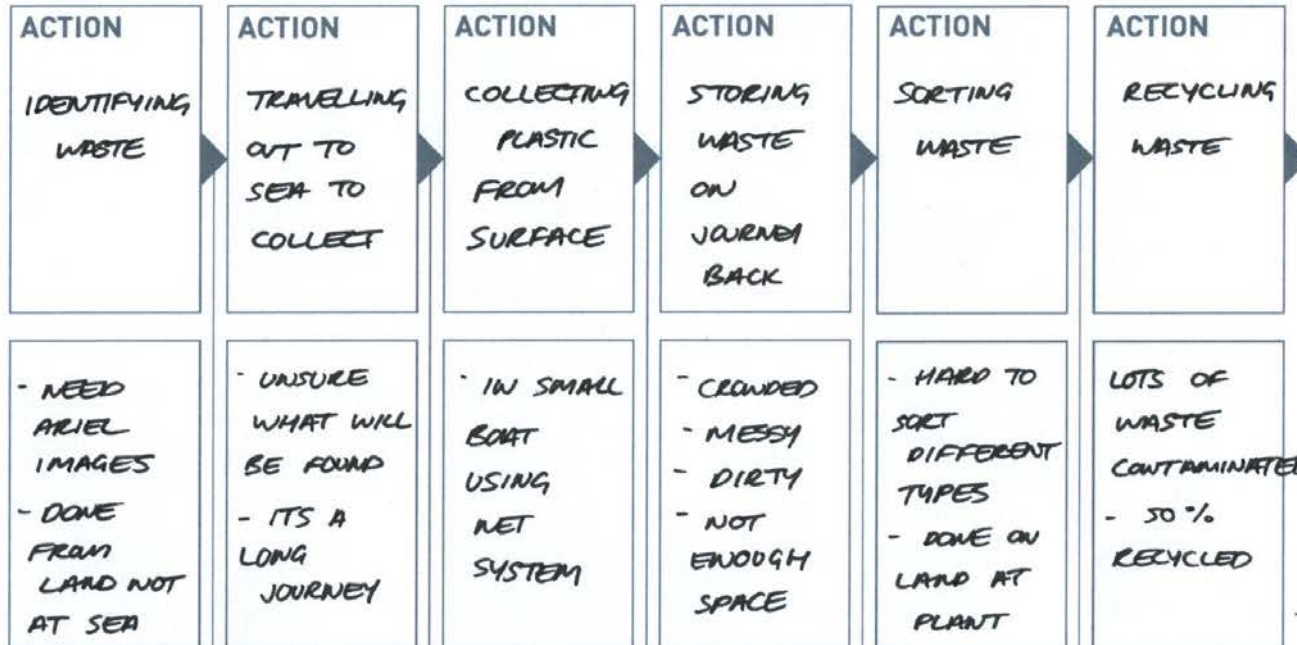 ACTION
IDENTIFYING
WASTE
ACTION
TRAVELLING
OUT TO
SEA TO
COLLECT
ACTION
COLLECTING
PLASTIC
FROM
SURFACE
ACTION
STORING
WASTE
ON
JOURNEY
BACK
ACTION
SORTING
WASTE
ACTION
RECYCLING
WASTE
- NEED
ARIEL
IMAGES
- DONE
FROM
LAND NOT
AT SEA
- UNSURE
WHAT WILL
BE FOUND
- ITS A
LONG
JOURNEY
- IN SMALL
BOAT
USING
NET
SYSTEM
- CROWDED
- MESSY
- DIRTY
- NOT
ENOUGH
SPACE
- HARD TO
SORT
DIFFERENT
TYPES
- DONE ON
LAND AT
PLANT
LOTS OF
WASTE
CONTAMINATED
- 50%
RECYCLED